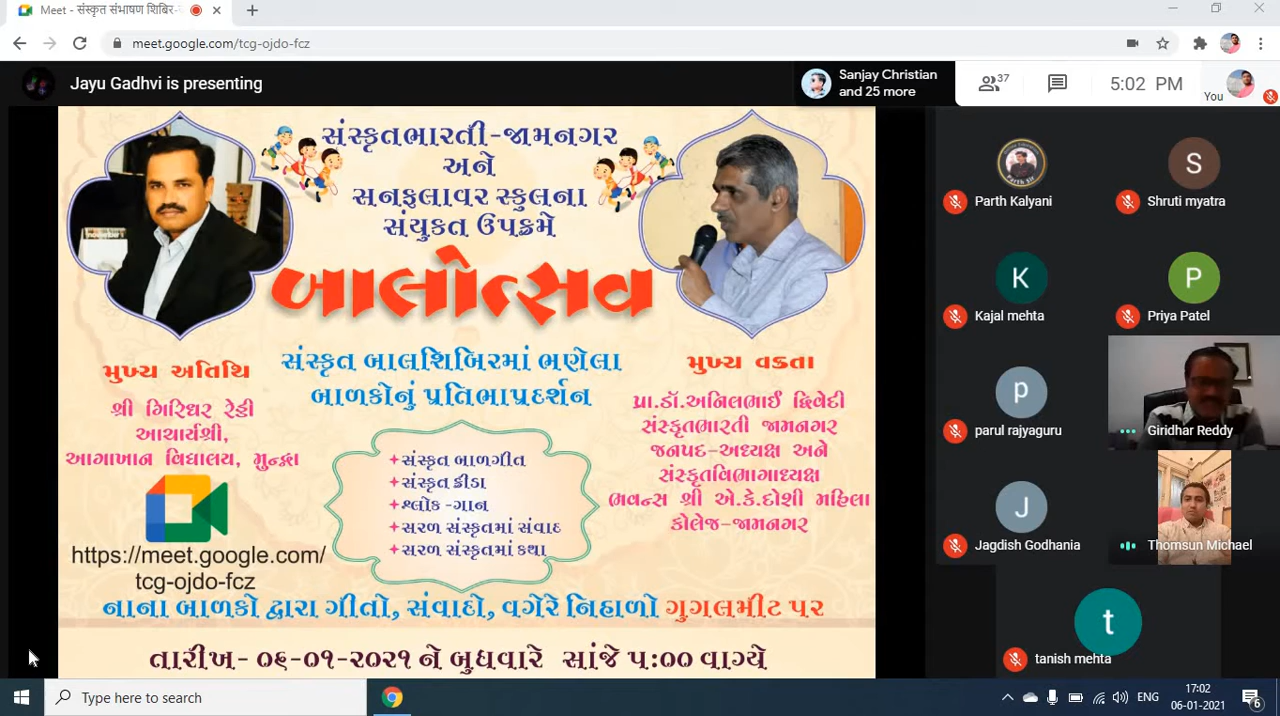 Meet - संस्कृत संभाषण शिबिर-
meet.google.com/tcg-ojdo-fcz
Jayu Gadhvi is presenting
Sanjay Christian
and 25 more
37
5:02 PM
You
સંસ્કૃતભારતી-જામનગર
અને
સનફલાવર સ્કુલના
સંયુકત ઉપક્રમે
બાલોત્સવ
સંસ્કૃત બાલશિબિરમાં ભણેલા
બાળકોનું પ્રતિભાપ્રદર્શન
મુખ્ય અતિથિ
શ્રી ગિરિધર રેડ્ડી
આચાર્યશ્રી,
આગાખાન વિદ્યાલય, મુન્દ્રા
https://meet.google.com/
tcg-ojdo-fcz
+સંસ્કૃત બાળગીત
+સંસ્કૃત ક્રીડા
+શ્લોક -ગાન
+સરળ સંસ્કૃતમાં સંવાદ
+સરળ સંસ્કૃતમાં કથા
મુખ્ય વકતા
પ્રા.ડૉ.અનિલભાઈ દ્વિવેદી
સંસ્કૃતભારતી જામનગર
જનપદ-અધ્યક્ષ અને
સંસ્કૃતવિભાગાધ્યક્ષ
ભવન્સ શ્રી એ.કે.દોશી મહિલા
કોલેજ-જામનગર
નાના બાળકો દ્વારા ગીતો, સંવાદો, વગેરે નિહાળો ગુગલમીટ પર
તારીખ- ૦૬-૦૧-૨૦૨૧ ને બુધવારે સાંજે ૫:૦૦ વાગ્યે
Parth Kalyani
S
Shruti myatra
K
Kajal mehta
P
Priya Patel
p
parul rajyaguru
Giridhar Reddy
J
Jagdish Godhania
Thomsun Michael
t
tanish mehta
Type here to search
ENG
17:02
06-01-2021
6